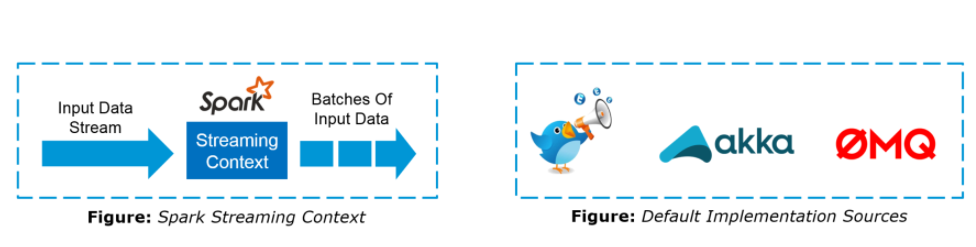 Input Data
Stream
Spark
Streaming
Context
Batches Of
Input Data
Figure: Spark Streaming Context
akka
ØMQ
Figure: Default Implementation Sources